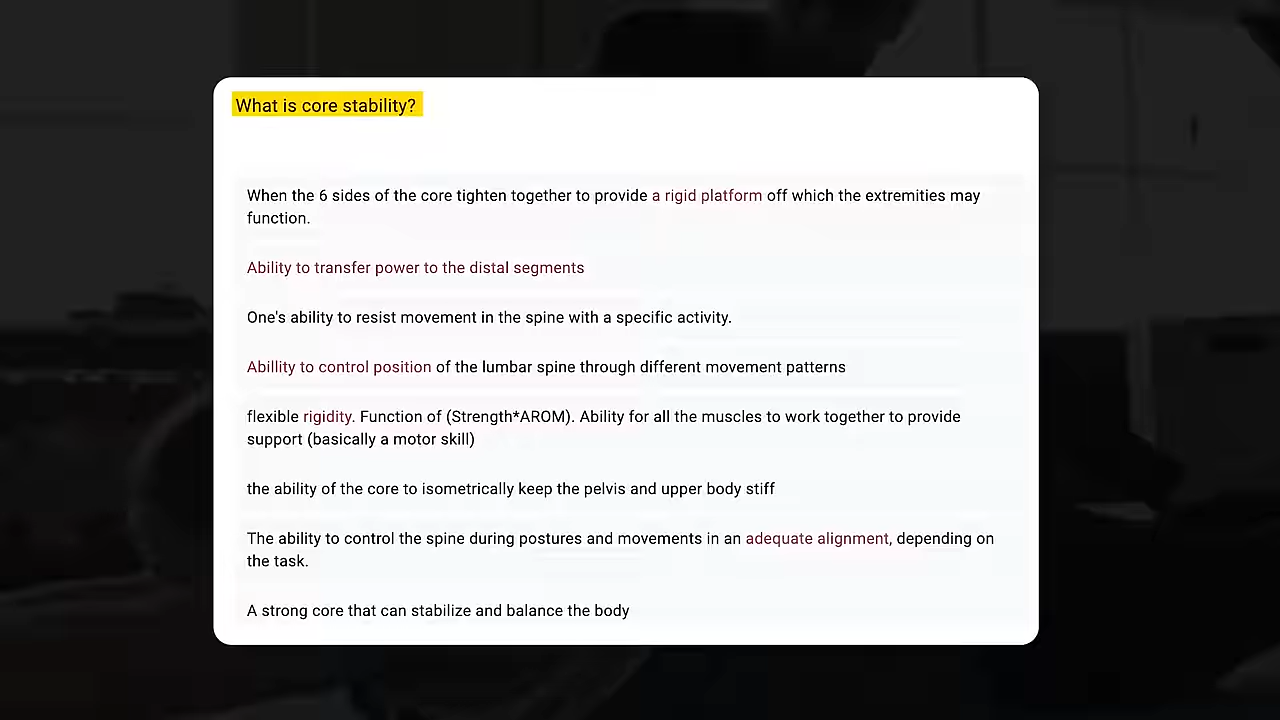 What is core stability?
When the 6 sides of the core tighten together to provide a rigid platform off which the extremities may
function.
Ability to transfer power to the distal segments
One's ability to resist movement in the spine with a specific activity.
Abillity to control position of the lumbar spine through different movement patterns
flexible rigidity. Function of (Strength*AROM). Ability for all the muscles to work together to provide
support (basically a motor skill)
the ability of the core to isometrically keep the pelvis and upper body stiff
The ability to control the spine during postures and movements in an adequate alignment, depending on
the task.
A strong core that can stabilize and balance the body